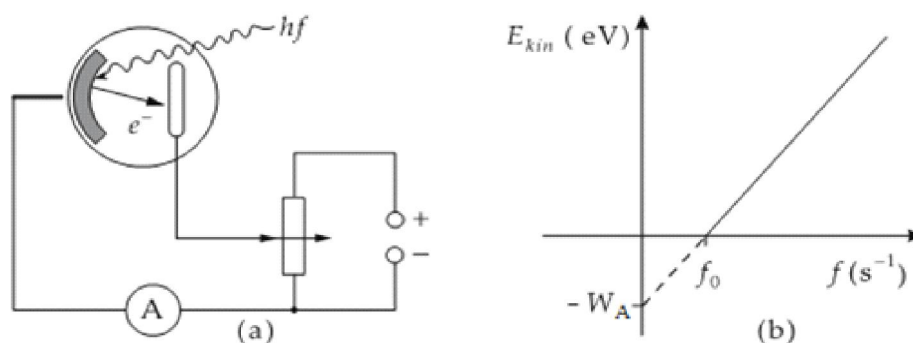 hf
e⁻
+
−
A
(a)
E_kin ( eV)
f₀
f (s⁻¹)
− W_A
(b)